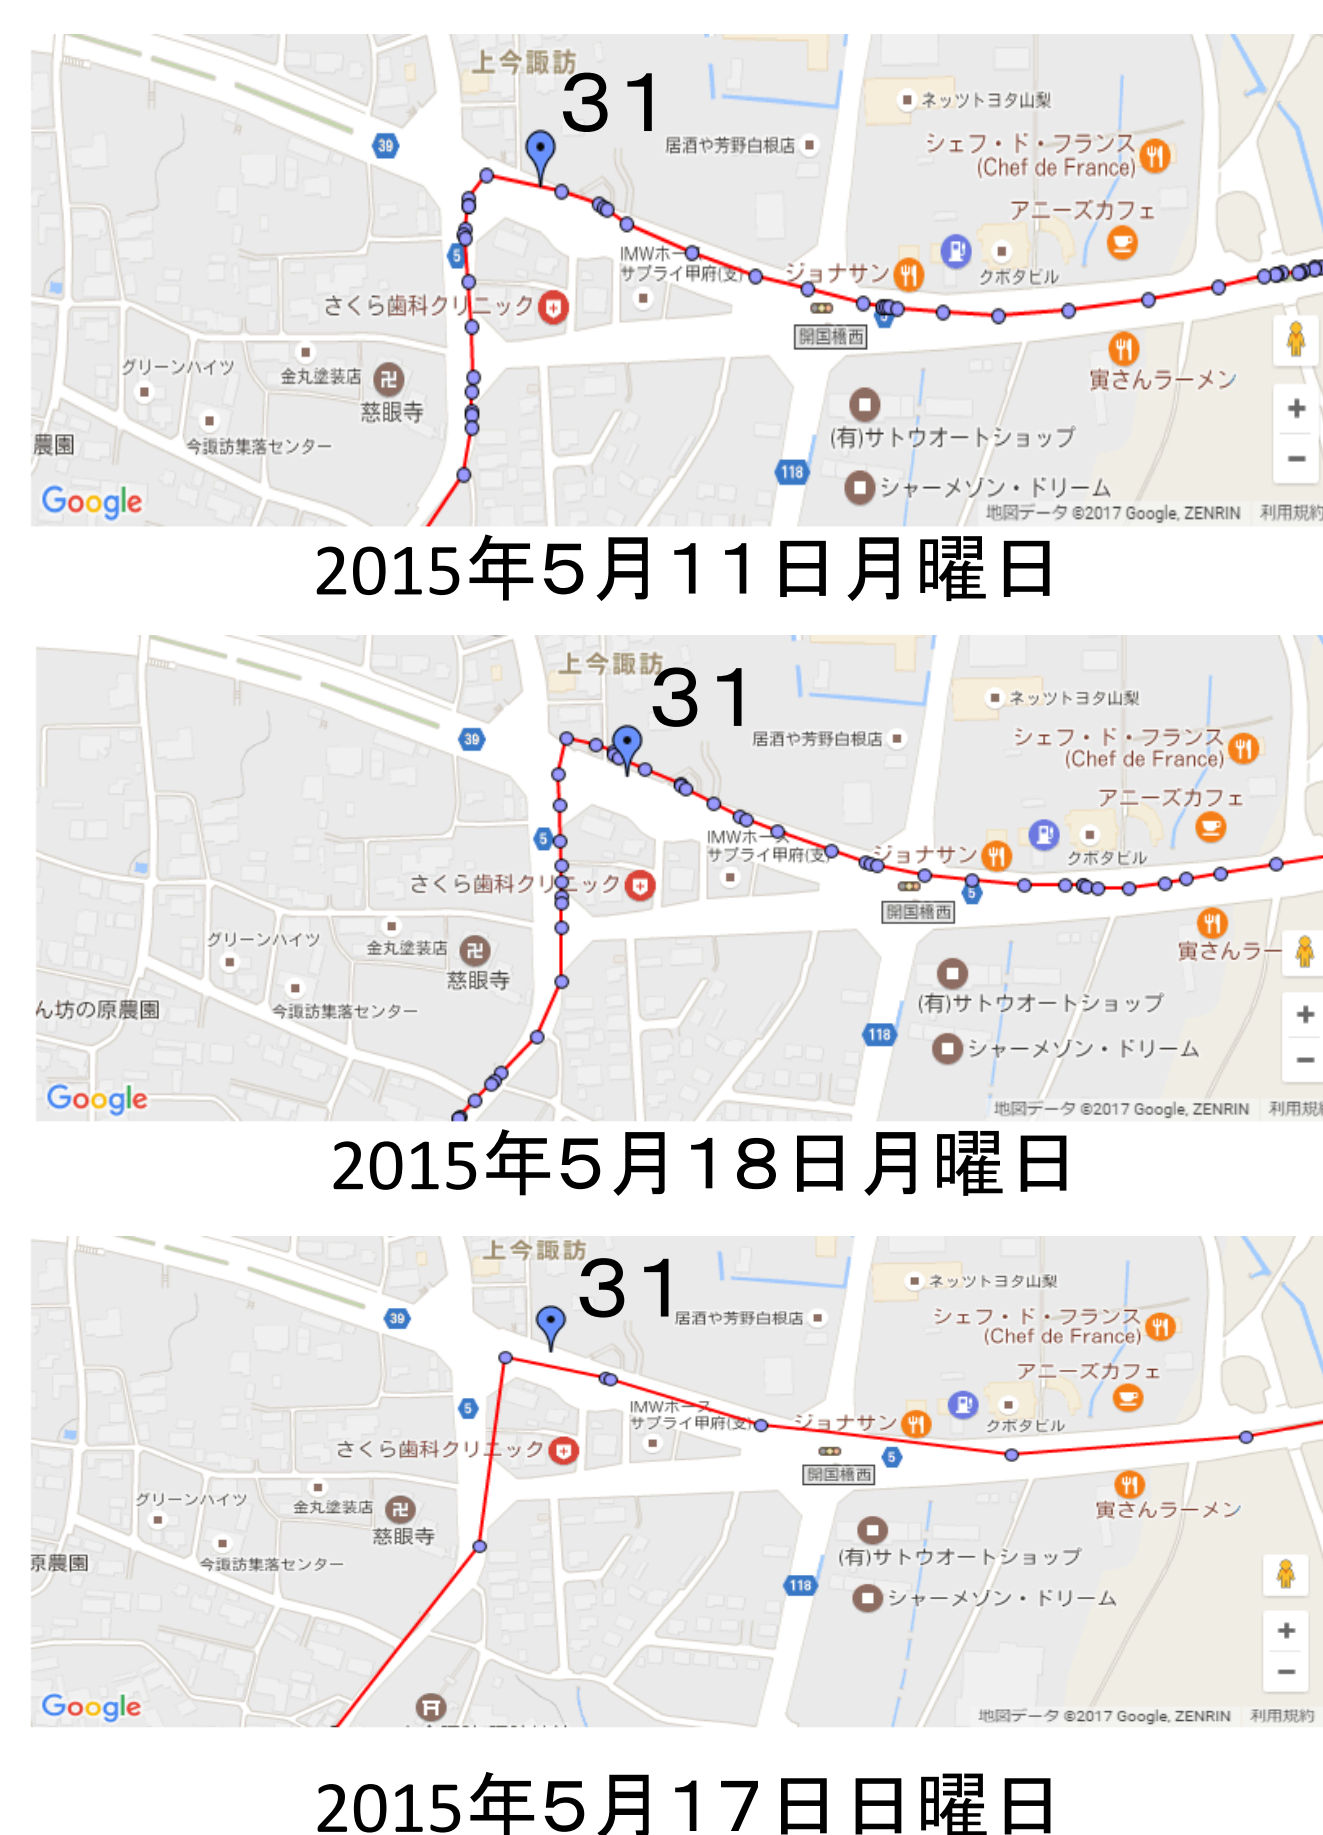 上今諏訪
31
39
居酒や芳野白根店
ネッツトヨタ山梨
シェフ・ド・フランス
(Chef de France)
アニーズカフェ
5
IMWホース
サプライ甲府(支)
ジョナサン
クボタビル
さくら歯科クリニック
5
開国橋西
グリーンハイツ
金丸塗装店
慈眼寺
寅さんラーメン
農園
今諏訪集落センター
(有)サトウオートショップ
118
シャーメゾン・ドリーム
Google
地図データ ©2017 Google, ZENRIN
利用規約
2015年5月11日月曜日
上今諏訪
31
39
居酒や芳野白根店
ネッツトヨタ山梨
シェフ・ド・フランス
(Chef de France)
アニーズカフェ
5
IMWホース
サプライ甲府(支)
ジョナサン
クボタビル
さくら歯科クリニック
5
開国橋西
グリーンハイツ
金丸塗装店
慈眼寺
寅さんラー
ん坊の原農園
今諏訪集落センター
(有)サトウオートショップ
118
シャーメゾン・ドリーム
Google
地図データ ©2017 Google, ZENRIN
利用規約
2015年5月18日月曜日
上今諏訪
31
39
居酒や芳野白根店
ネッツトヨタ山梨
シェフ・ド・フランス
(Chef de France)
アニーズカフェ
5
IMWホース
サプライ甲府(支)
ジョナサン
クボタビル
さくら歯科クリニック
5
開国橋西
グリーンハイツ
金丸塗装店
慈眼寺
寅さんラーメン
原農園
今諏訪集落センター
(有)サトウオートショップ
118
シャーメゾン・ドリーム
Google
地図データ ©2017 Google, ZENRIN
利用規約
2015年5月17日日曜日